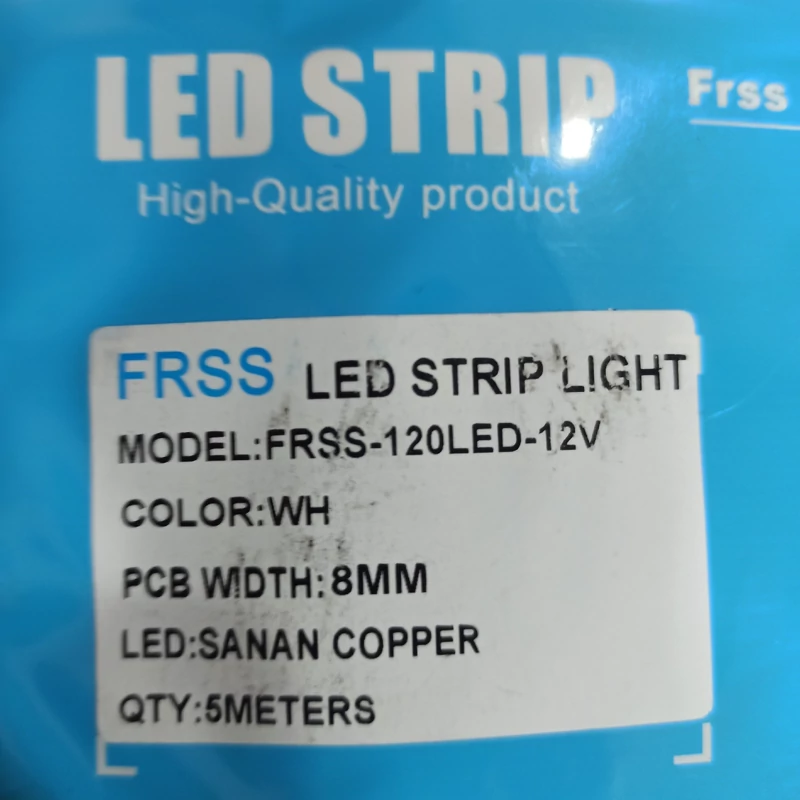 LED STRIP
Frss
High-Quality product
FRSS LED STRIP LIGHT
MODEL:FRSS-120LED-12V
COLOR:WH
PCB WIDTH:8MM
LED:SANAN COPPER
QTY:5METERS